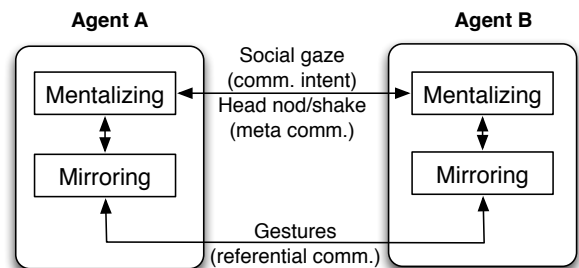 Agent A
Agent B
Social gaze
(comm. intent)
Head nod/shake
(meta comm.)
Mentalizing
Mentalizing
Mirroring
Mirroring
Gestures
(referential comm.)